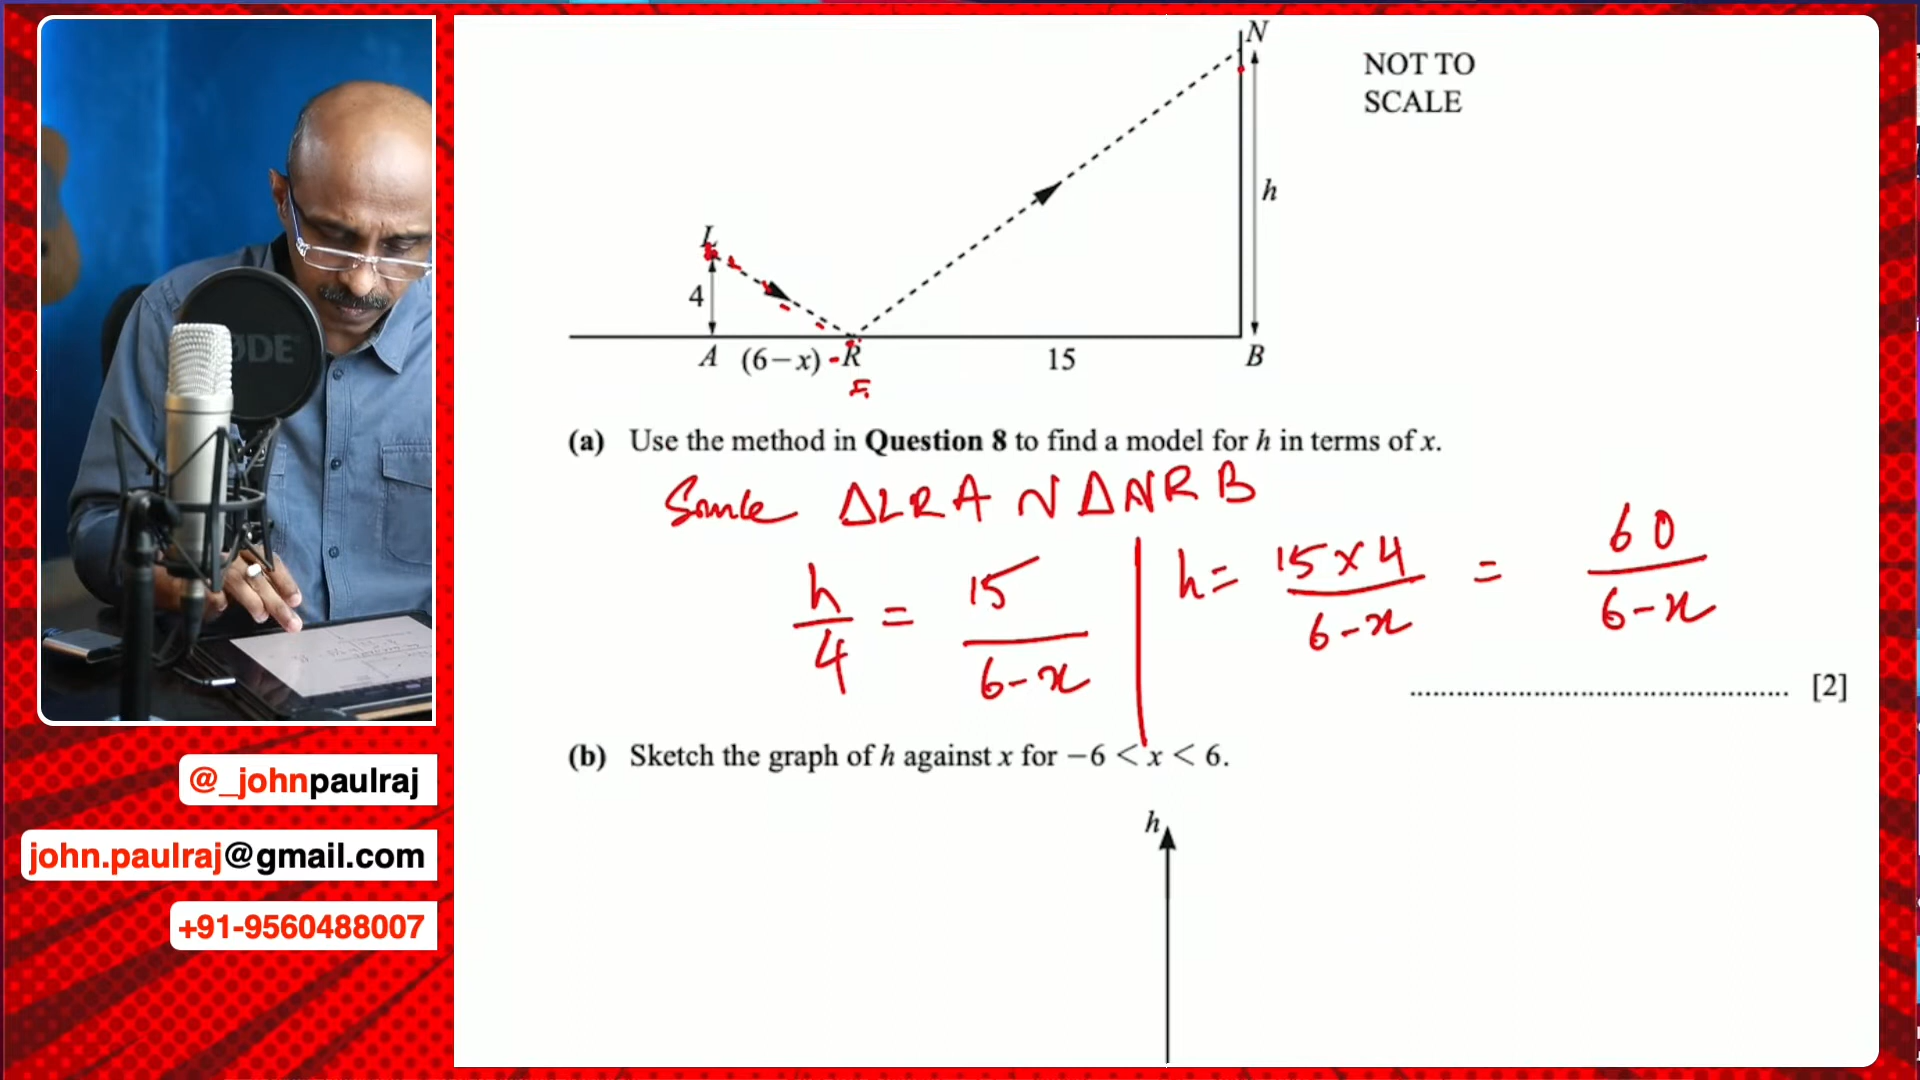 N
NOT TO
SCALE
h
L
4
A (6−x) R 15 B
(a) Use the method in Question 8 to find a model for h in terms of x.
Since ΔLRA ~ ΔNRB
h/4 = 15/(6-x)
h = (15×4)/(6-x) = 60/(6-x)
[2]
(b) Sketch the graph of h against x for −6 < x < 6.
h
RODE
@_johnpaulraj
john.paulraj@gmail.com
+91-9560488007